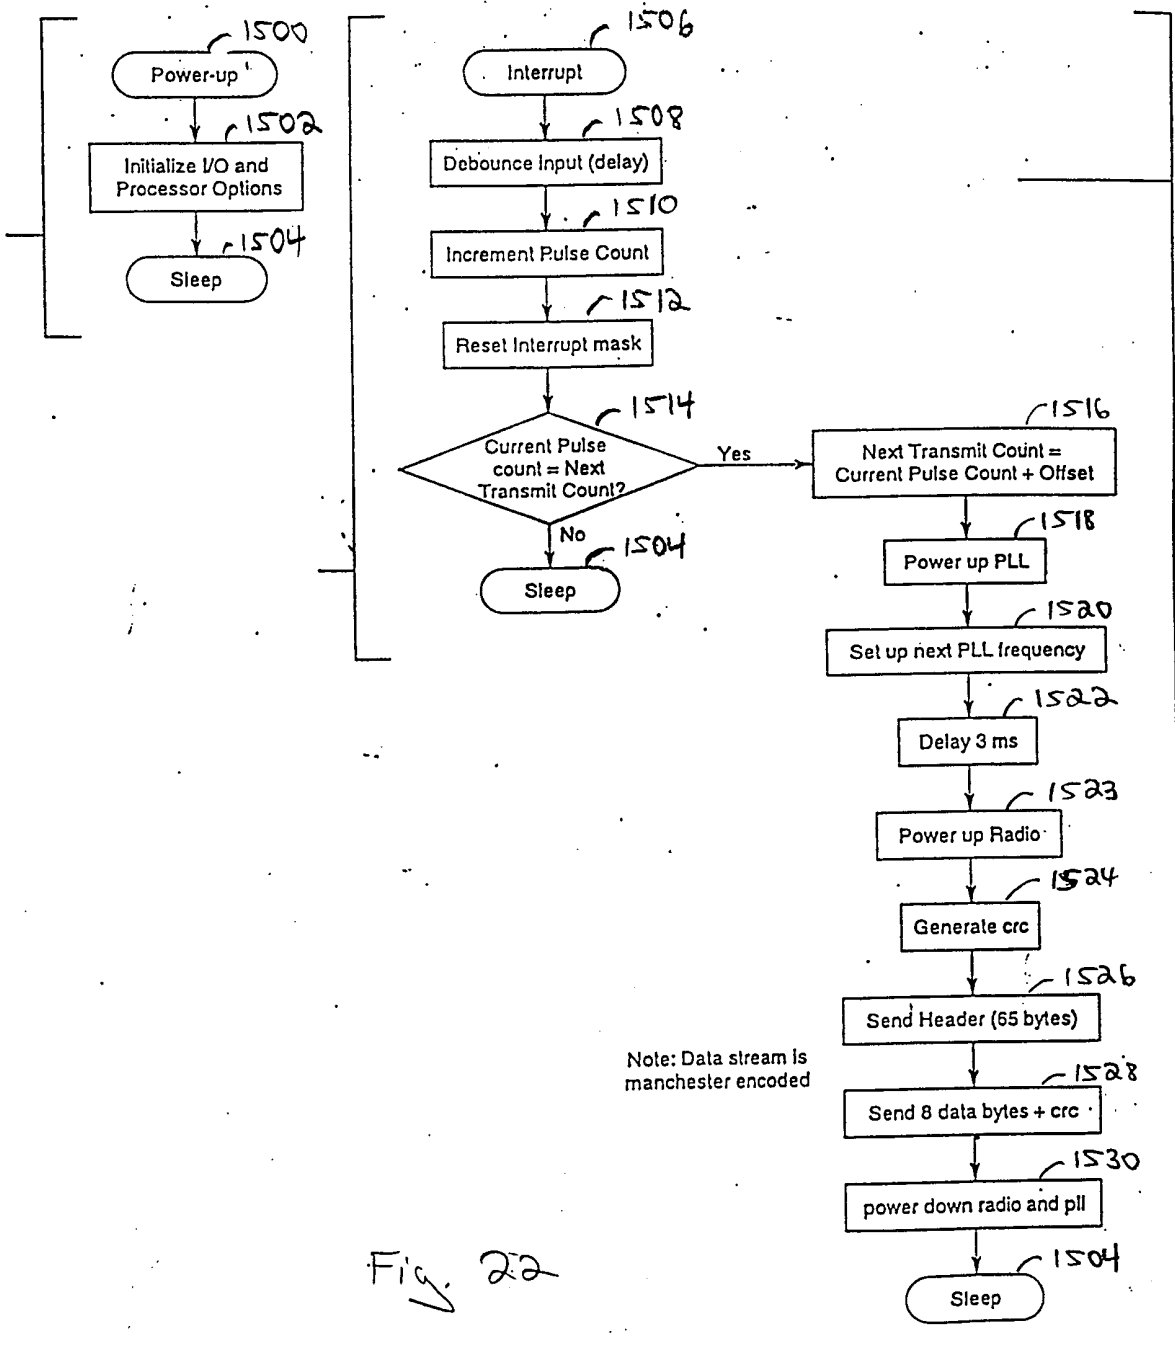 1500
Power-up
1502
Initialize I/O and
Processor Options
1504
Sleep
1506
Interrupt
1508
Debounce Input (delay)
1510
Increment Pulse Count
1512
Reset Interrupt mask
1514
Current Pulse
count = Next
Transmit Count?
Yes
No
1504
Sleep
1516
Next Transmit Count =
Current Pulse Count + Offset
1518
Power up PLL
1520
Set up next PLL frequency
1522
Delay 3 ms
1523
Power up Radio
1524
Generate crc
1526
Send Header (65 bytes)
Note: Data stream is
manchester encoded
1528
Send 8 data bytes + crc
1530
power down radio and pll
1504
Sleep
Fig. 22